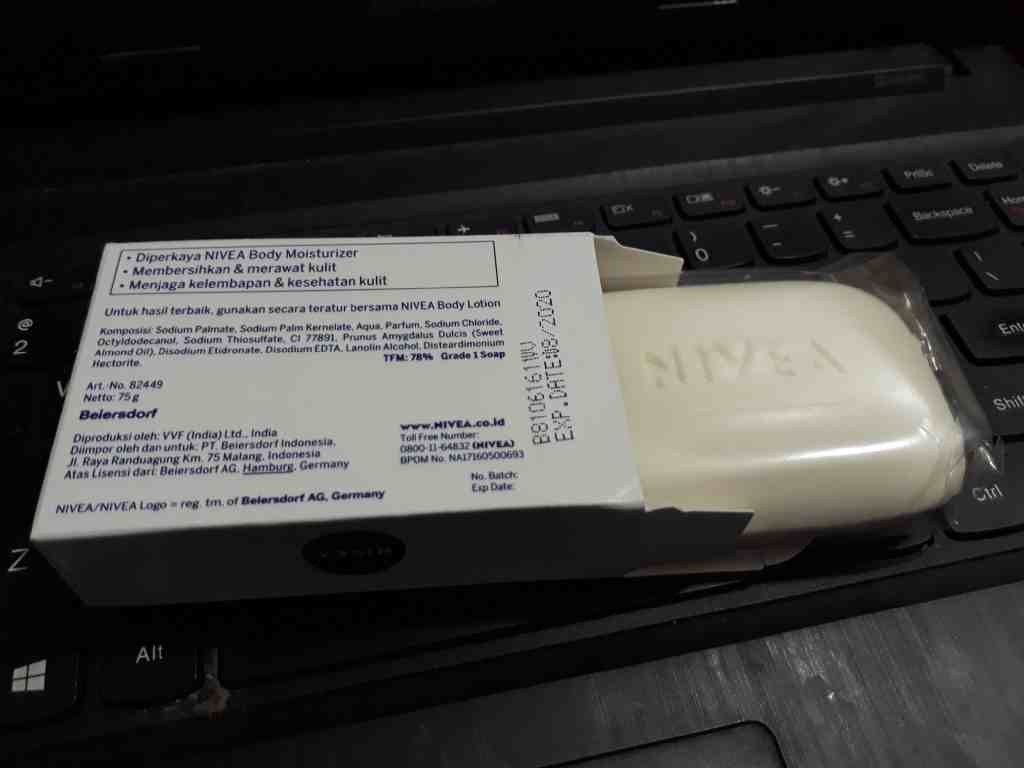 • Diperkaya NIVEA Body Moisturizer
• Membersihkan & merawat kulit
• Menjaga kelembapan & kesehatan kulit
Untuk hasil terbaik, gunakan secara teratur bersama NIVEA Body Lotion
Komposisi: Sodium Palmate, Sodium Palm Kernelate, Aqua, Parfum, Sodium Chloride,
Octyldodecanol, Sodium Thiosulfate, CI 77891, Prunus Amygdalus Dulcis (Sweet
Almond Oil), Disodium Etidronate, Disodium EDTA, Lanolin Alcohol, Disteardimonium
Hectorite.
TFM: 78% Grade 1 Soap
Art. No. 82449
Netto: 75 g
Beiersdorf
Diproduksi oleh: VVF (India) Ltd., India
Diimpor oleh dan untuk: PT. Beiersdorf Indonesia,
Jl. Raya Randuagung Km. 75 Malang, Indonesia
Atas Lisensi dari: Beiersdorf AG. Hamburg, Germany
NIVEA/NIVEA Logo = reg. tm. of Beiersdorf AG, Germany
www.NIVEA.co.id
Toll Free Number:
0800-11-64832 (NIVEA)
BPOM No. NA17160500693
No. Batch:
Exp Date:
B8106161NV
EXP.DATE:08/2020
NIVEA
NIVEA
PrtSc
Delete
Backspace
)
0
_
-
+
=
|
\
@
2
Z
Alt
Shift
Ctrl